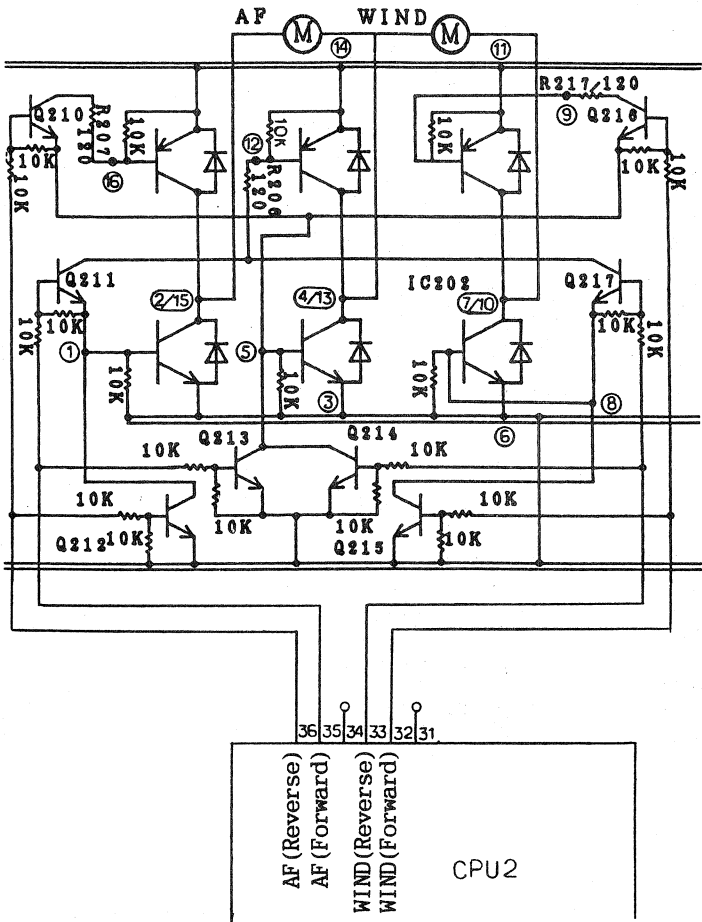 AF M WIND M
14 11
Q210 R207 120 10K 16 12 10K R206 120 10K R217 120 9 Q216
10K 10K 10K 10K
Q211 2/15 4/13 IC202 7/10 Q217
10K 10K 10K 10K
1 10K 5 10K 3 10K 6 8
Q213 Q214
10K 10K
10K 10K 10K 10K
Q212 10K Q215 10K
36 35 34 33 32 31
AF(Reverse)
AF(Forward)
WIND(Reverse)
WIND(Forward)
CPU2